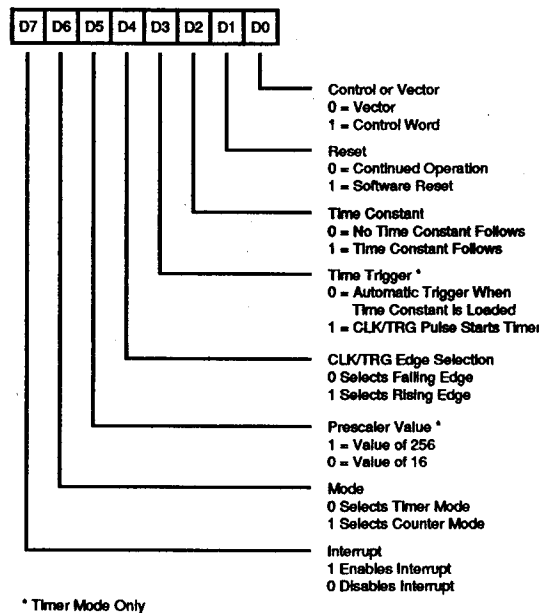 D7 D6 D5 D4 D3 D2 D1 D0
Control or Vector
0 = Vector
1 = Control Word
Reset
0 = Continued Operation
1 = Software Reset
Time Constant
0 = No Time Constant Follows
1 = Time Constant Follows
Time Trigger *
0 = Automatic Trigger When
Time Constant is Loaded
1 = CLK/TRG Pulse Starts Timer
CLK/TRG Edge Selection
0 Selects Falling Edge
1 Selects Rising Edge
Prescaler Value *
1 = Value of 256
0 = Value of 16
Mode
0 Selects Timer Mode
1 Selects Counter Mode
Interrupt
1 Enables Interrupt
0 Disables Interrupt
* Timer Mode Only